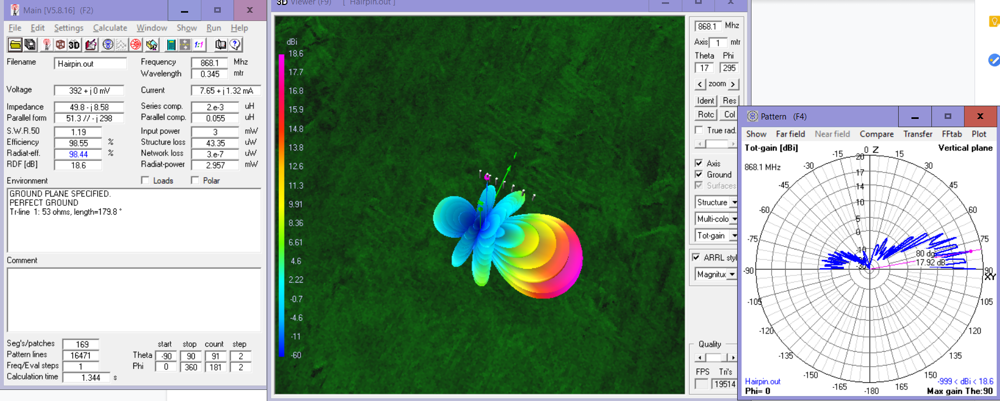 Main [V5.8.16] (F2)
File Edit Settings Calculate Window Show Run Help
3D
1:1
Filename Hairpin.out
Frequency 868.1 Mhz
Wavelength 0.345 mtr
Voltage 392 + j 0 mV
Current 7.65 + j 1.32 mA
Impedance 49.8 - j 8.58
Series comp. 2.e-3 uH
Parallel form 51.3 // - j 298
Parallel comp. 0.055 uH
S.W.R.50 1.19
Input power 3 mW
Efficiency 98.55 %
Structure loss 43.35 uW
Radiat-eff. 98.44 %
Network loss 3.e-7 uW
RDF [dB] 18.6
Radiat-power 2.957 mW
Environment
Loads
Polar
GROUND PLANE SPECIFIED.
PERFECT GROUND
Tr-line 1: 53 ohms, length=179.8 °
Comment
Seg's/patches 169
Pattern lines 16471
Freq/Eval steps 1
Calculation time 1.344 s
start stop count step
Theta -90 90 91 2
Phi 0 360 181 2
3D Viewer (F9) [ Hairpin.out ]
dBi
18.6
17.7
16.8
15.9
14.8
13.8
12.6
11.3
9.91
8.36
6.61
4.6
2.22
-0.7
-4.6
-11
-60
868.1 Mhz
Axis 1 mtr
Theta Phi
17 295
< zoom >
Ident Res
Rotc Col
True rad.
Axis
Ground
Surfaces
Structure
Multi-colo
Tot-gain
ARRL styl
Magnituc
Quality
FPS Tri's
19514
Pattern (F4)
Show Far field Near field Compare Transfer FFtab Plot
Tot-gain [dBi]
Vertical plane
868.1 MHz
0 Z
-15 15
-30 30
-45 45
-60 60
-75 75
-90 90
XY
-105 105
-120 120
-135 135
-150 150
-165 165
-180
20
17
14
10
5
0
-10
-30
80 dg
17.92 dB
Hairpin.out
-999 < dBi < 18.6
Phi= 0
Max gain The:90